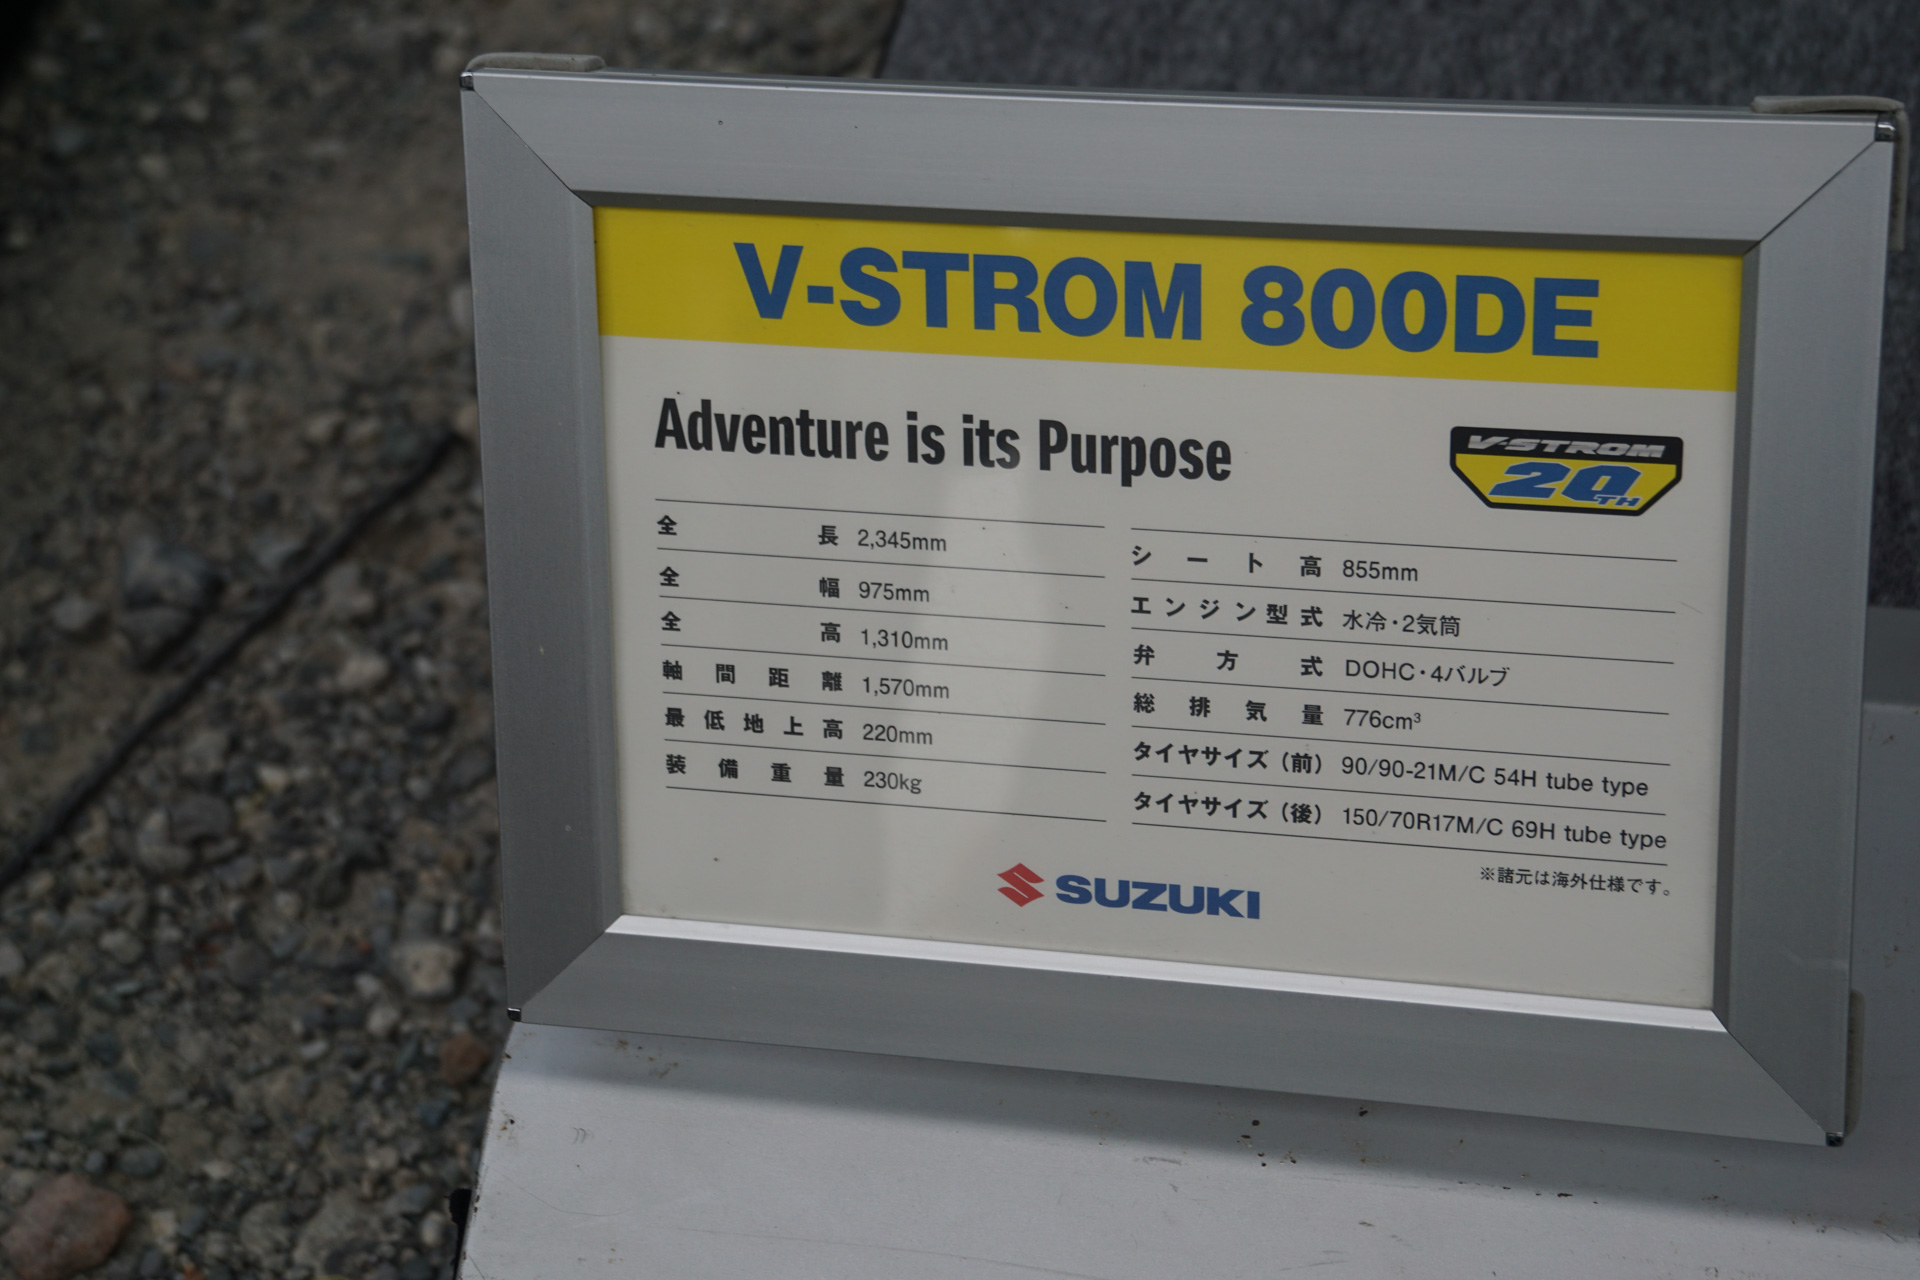 V-STROM 800DE
Adventure is its Purpose
V-STROM
20TH
全長 2,345mm
全幅 975mm
全高 1,310mm
軸間距離 1,570mm
最低地上高 220mm
装備重量 230kg
シート高 855mm
エンジン型式 水冷・2気筒
弁方式 DOHC・4バルブ
総排気量 776cm³
タイヤサイズ（前） 90/90-21M/C 54H tube type
タイヤサイズ（後） 150/70R17M/C 69H tube type
※諸元は海外仕様です。
SUZUKI